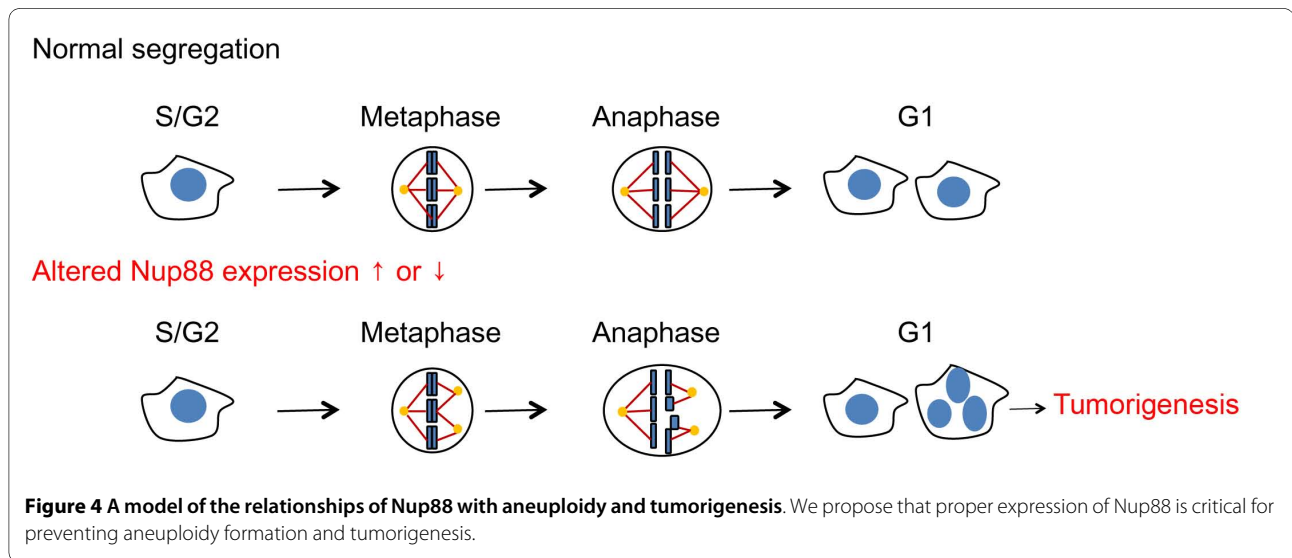 Normal segregation
S/G2 Metaphase Anaphase G1
Altered Nup88 expression ↑ or ↓
S/G2 Metaphase Anaphase G1
Tumorigenesis
Figure 4 A model of the relationships of Nup88 with aneuploidy and tumorigenesis. We propose that proper expression of Nup88 is critical for
preventing aneuploidy formation and tumorigenesis.